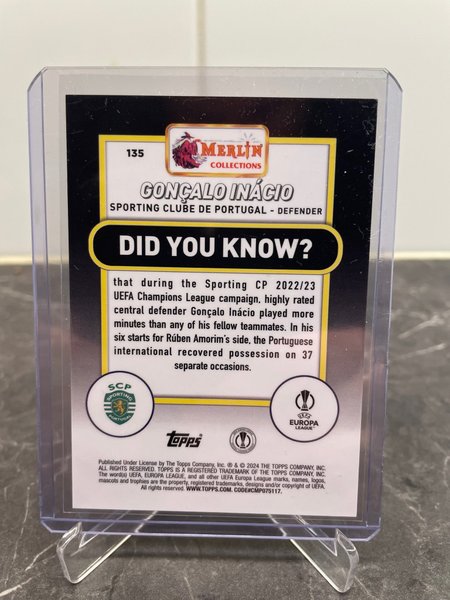 135
MERLIN
COLLECTIONS
GONÇALO INÁCIO
SPORTING CLUBE DE PORTUGAL - DEFENDER
DID YOU KNOW?
that during the Sporting CP 2022/23
UEFA Champions League campaign, highly rated
central defender Gonçalo Inácio played more
minutes than any of his fellow teammates. In his
six starts for Rúben Amorim's side, the Portuguese
international recovered possession on 37
separate occasions.
SCP
SPORTING
PORTUGAL
UEFA
EUROPA
LEAGUE
Topps
Published Under License by The Topps Company, Inc. ® & © 2024 THE TOPPS COMPANY, INC.
ALL RIGHTS RESERVED. TOPPS IS A REGISTERED TRADEMARK OF THE TOPPS COMPANY, INC.
The word(s) UEFA, EUROPA LEAGUE, and all other UEFA Europa League marks, names, logos,
mascots and trophies are the property, registered trademarks, designs and/or copyright of UEFA.
All rights reserved. WWW.TOPPS.COM. CODE#CMP075117.